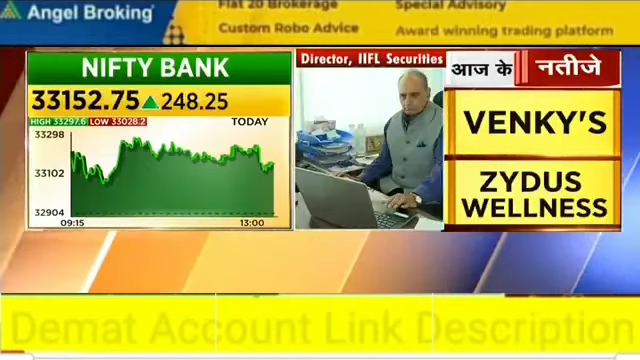 Angel Broking
Flat 20 Brokerage
Special Advisory
Custom Robo Advice
Award winning trading platform
NIFTY BANK
33152.75 ▲ 248.25
HIGH 33297.6 LOW 33028.2
TODAY
33298
33102
32904
09:15
13:00
Director, IIFL Securities
आज के नतीजे
VENKY'S
ZYDUS
WELLNESS
Demat Account Link Description